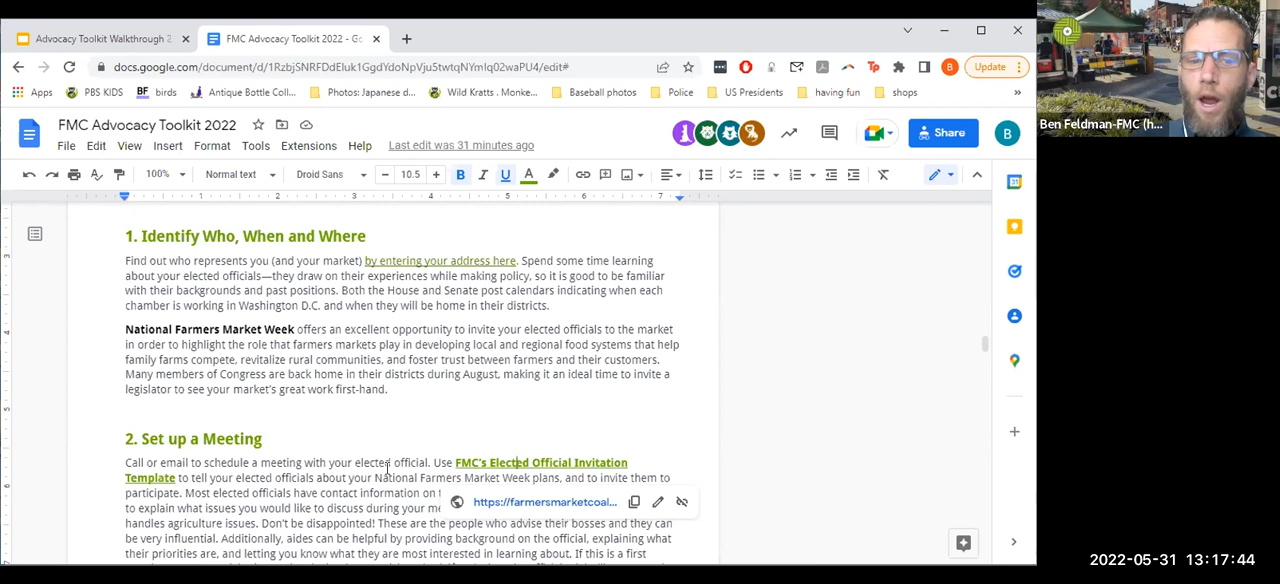 Advocacy Toolkit Walkthrough 2
FMC Advocacy Toolkit 2022 - Go
docs.google.com/document/d/1RzbjSNRFDdEluk1GgdYdoNpVju5twtqNYmlq02waPU4/edit#
Update
Apps
PBS KIDS
BF birds
Antique Bottle Coll...
Photos: Japanese d...
Wild Kratts . Monke...
Baseball photos
Police
US Presidents
having fun
shops
»
FMC Advocacy Toolkit 2022
File Edit View Insert Format Tools Extensions Help Last edit was 31 minutes ago
Share
B
100% Normal text Droid Sans - 10.5 + B I U A
1 2 3 4 5 6 7
1. Identify Who, When and Where
Find out who represents you (and your market) by entering your address here. Spend some time learning
about your elected officials—they draw on their experiences while making policy, so it is good to be familiar
with their backgrounds and past positions. Both the House and Senate post calendars indicating when each
chamber is working in Washington D.C. and when they will be home in their districts.
National Farmers Market Week offers an excellent opportunity to invite your elected officials to the market
in order to highlight the role that farmers markets play in developing local and regional food systems that help
family farms compete, revitalize rural communities, and foster trust between farmers and their customers.
Many members of Congress are back home in their districts during August, making it an ideal time to invite a
legislator to see your market's great work first-hand.
2. Set up a Meeting
Call or email to schedule a meeting with your elected official. Use FMC's Elected Official Invitation
Template to tell your elected officials about your National Farmers Market Week plans, and to invite them to
participate. Most elected officials have contact information on t
to explain what issues you would like to discuss during your me
https://farmersmarketcoal...
handles agriculture issues. Don't be disappointed! These are the people who advise their bosses and they can
be very influential. Additionally, aides can be helpful by providing background on the official, explaining what
their priorities are, and letting you know what they are most interested in learning about. If this is a first
Ben Feldman-FMC (h...
2022-05-31 13:17:44